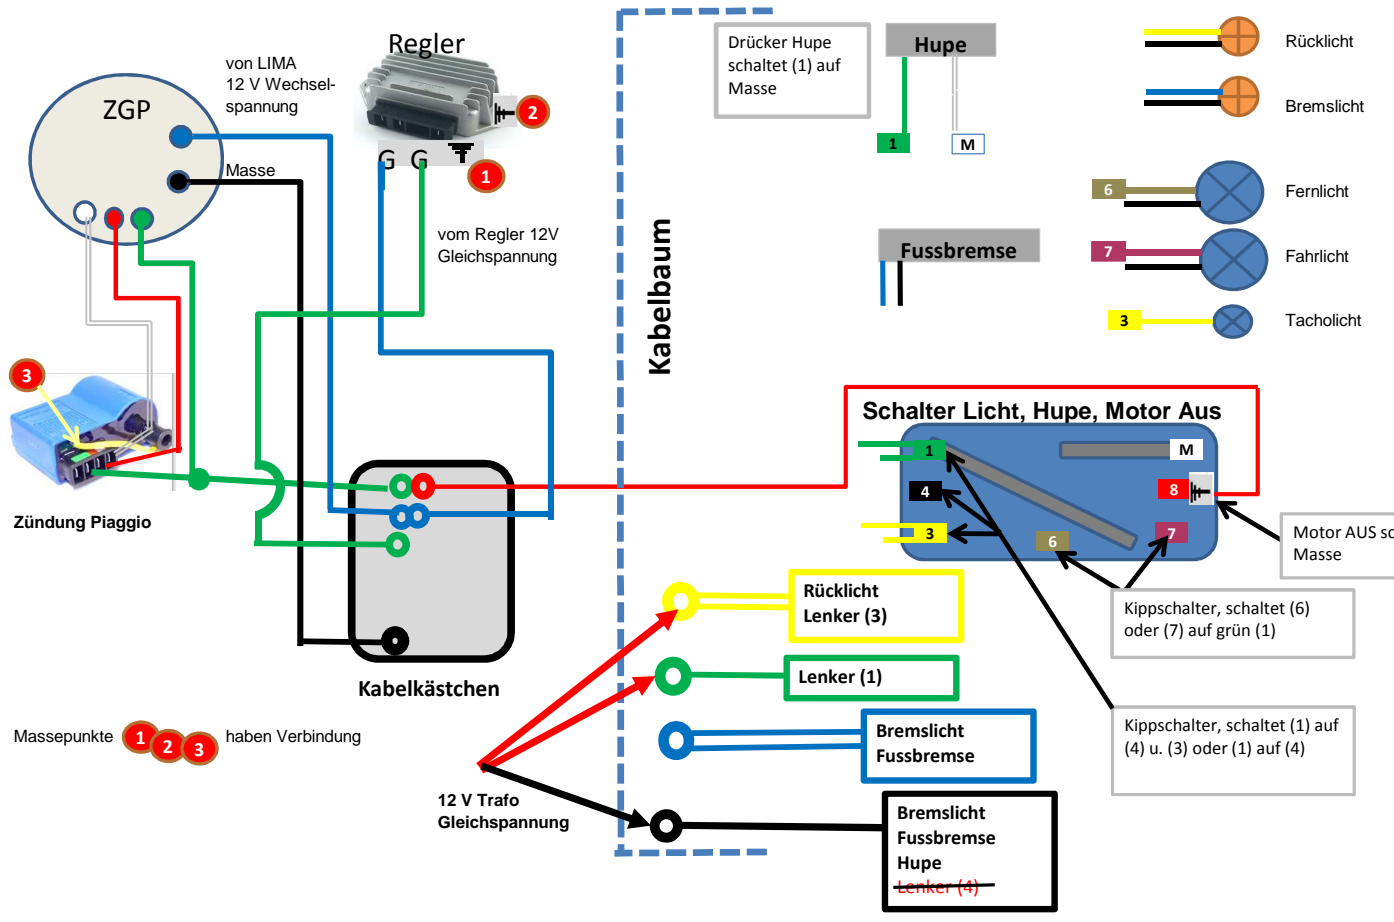 Regler
von LIMA
12 V Wechsel-
spannung
ZGP
2
Masse
G G
1
vom Regler 12V
Gleichspannung
3
Zündung Piaggio
Kabelkästchen
Massepunkte 1 2 3 haben Verbindung
12 V Trafo
Gleichspannung
Kabelbaum
Drücker Hupe
schaltet (1) auf
Masse
Hupe
1 M
Fussbremse
Rücklicht
Bremslicht
6 Fernlicht
7 Fahrlicht
3 Tacholicht
Schalter Licht, Hupe, Motor Aus
1 M
4 8
3 6 7
Motor AUS sc
Masse
Kippschalter, schaltet (6)
oder (7) auf grün (1)
Kippschalter, schaltet (1) auf
(4) u. (3) oder (1) auf (4)
Rücklicht
Lenker (3)
Lenker (1)
Bremslicht
Fussbremse
Bremslicht
Fussbremse
Hupe
Lenker (4)